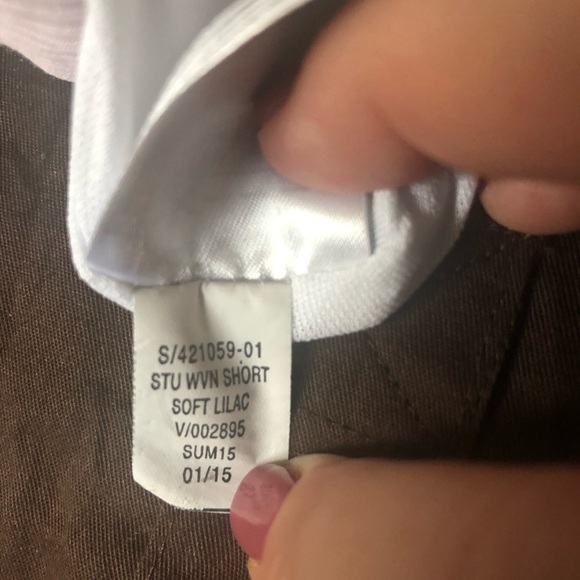 S/421059-01
STU WVN SHORT
SOFT LILAC
V/002895
SUM15
01/15